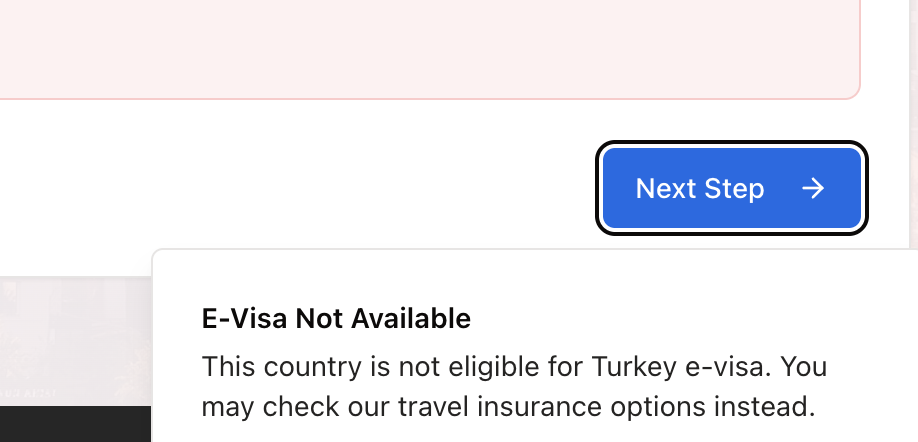 Next Step
E-Visa Not Available
This country is not eligible for Turkey e-visa. You
may check our travel insurance options instead.